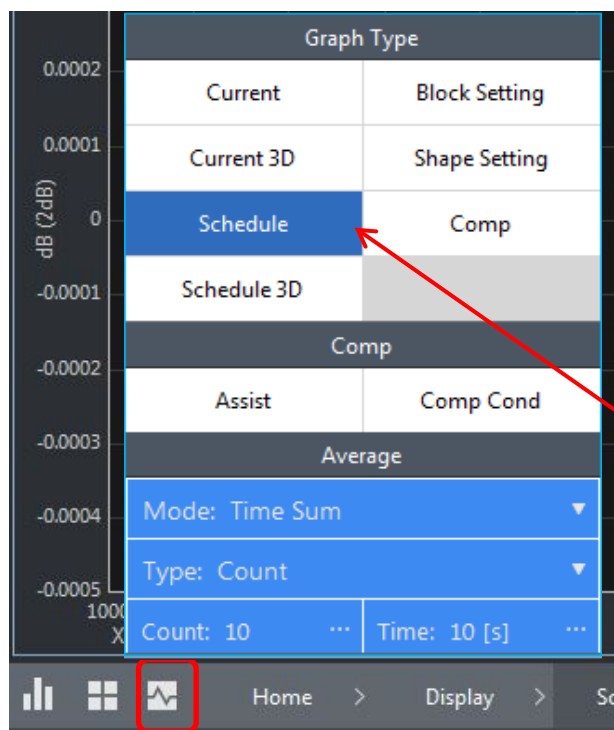 Graph Type
0.0002
Current Block Setting
0.0001
Current 3D Shape Setting
dB (2dB)
0
Schedule Comp
-0.0001
Schedule 3D
Comp
-0.0002
Assist Comp Cond
-0.0003
Average
-0.0004
Mode: Time Sum ▼
Type: Count ▼
-0.0005
X
Count: 10 ... Time: 10 [s] ...
Home > Display >